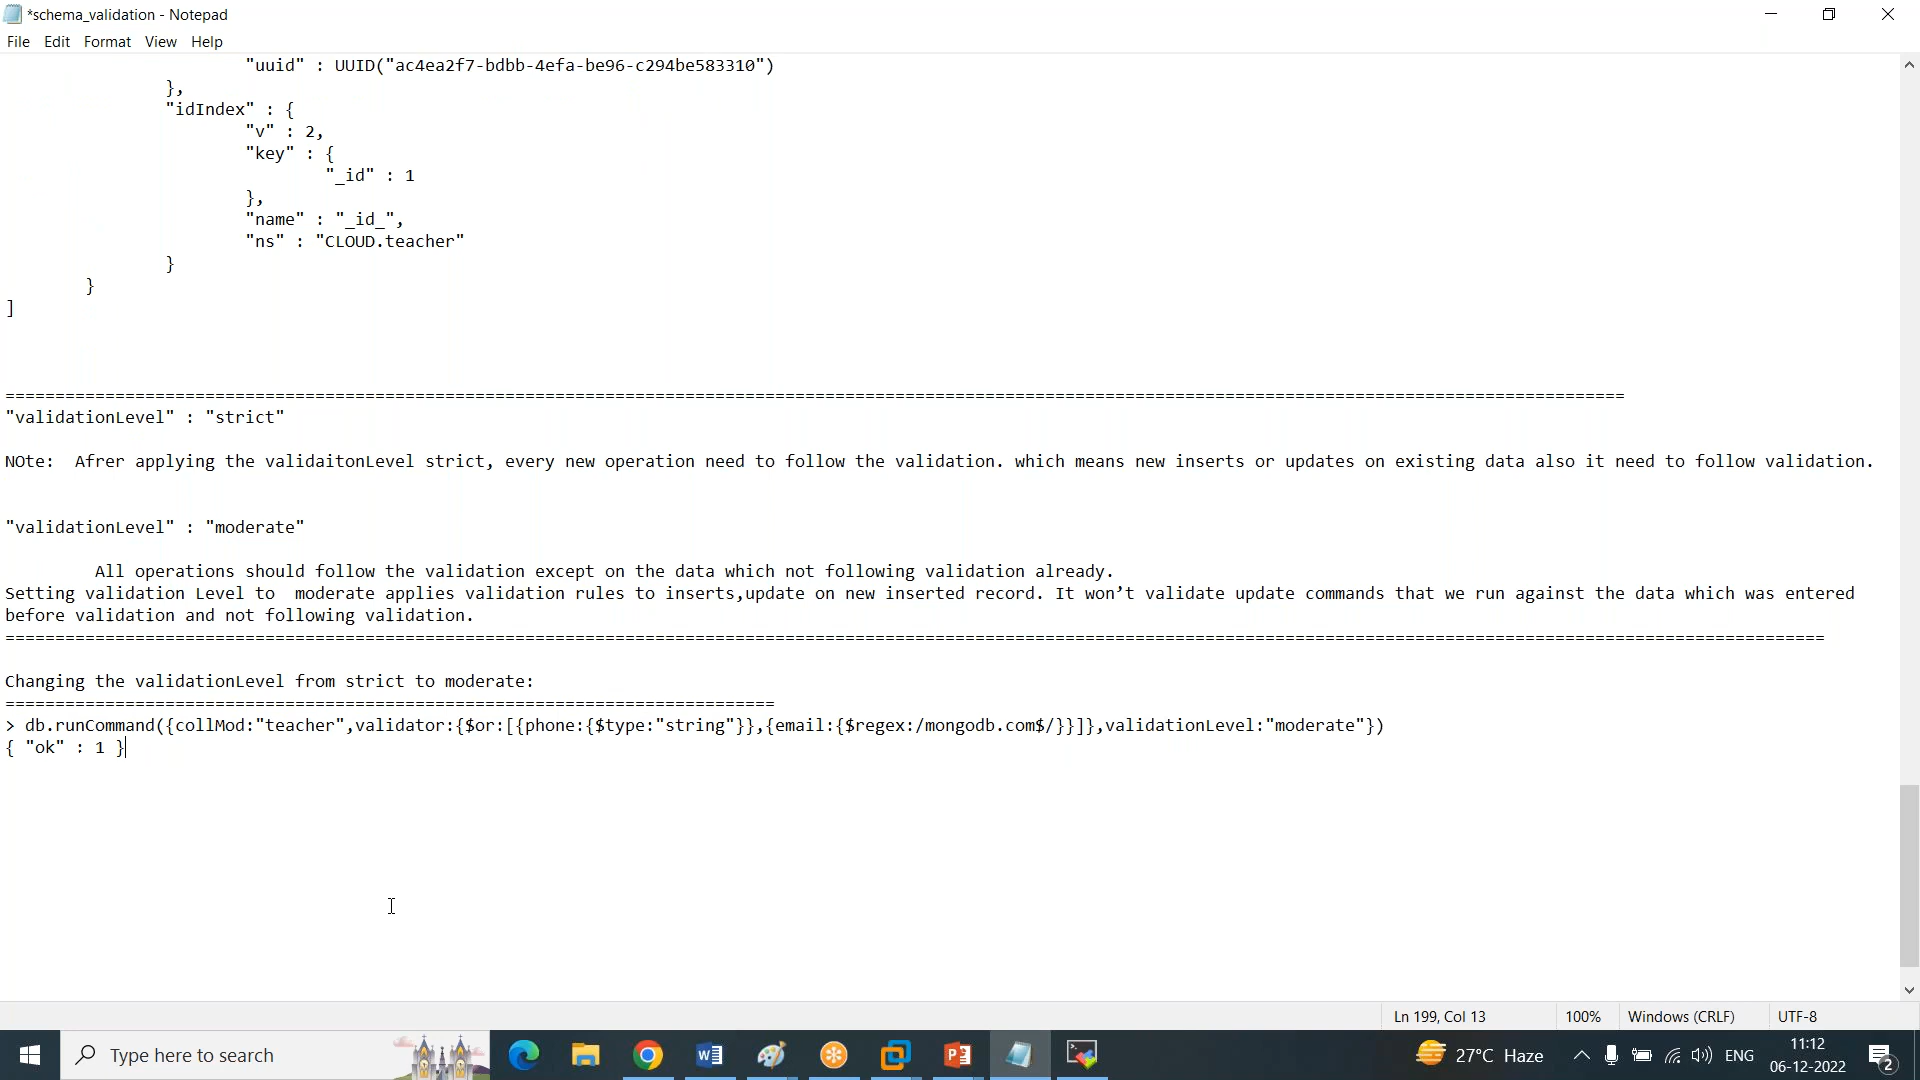 *schema_validation - Notepad
File Edit Format View Help
"uuid" : UUID("ac4ea2f7-bdbb-4efa-be96-c294be583310")
},
"idIndex" : {
"v" : 2,
"key" : {
"_id" : 1
},
"name" : "_id_",
"ns" : "CLOUD.teacher"
}
}
]
==================================================================================================================================================================
"validationLevel" : "strict"
NOte:  Afrer applying the validaitonLevel strict, every new operation need to follow the validation. which means new inserts or updates on existing data also it need to follow validation.
"validationLevel" : "moderate"
All operations should follow the validation except on the data which not following validation already.
Setting validation Level to  moderate applies validation rules to inserts,update on new inserted record. It won’t validate update commands that we run against the data which was entered
before validation and not following validation.
======================================================================================================================================================================================
Changing the validationLevel from strict to moderate:
=============================================================================
> db.runCommand({collMod:"teacher",validator:{$or:[{phone:{$type:"string"}},{email:{$regex:/mongodb.com$/}}]},validationLevel:"moderate"})
{ "ok" : 1 }
Ln 199, Col 13 100% Windows (CRLF) UTF-8
Type here to search
27°C Haze
ENG
11:12
06-12-2022
2